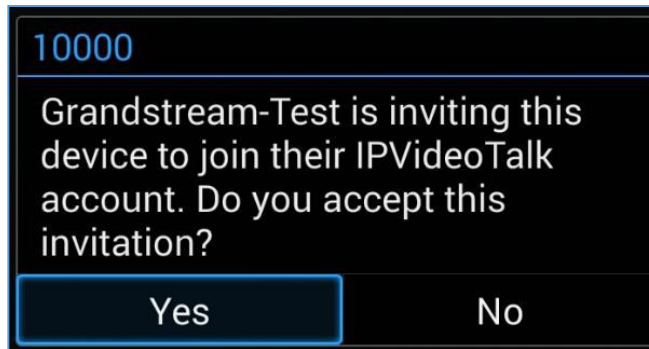 10000
Grandstream-Test is inviting this
device to join their IPVideoTalk
account. Do you accept this
invitation?
Yes No